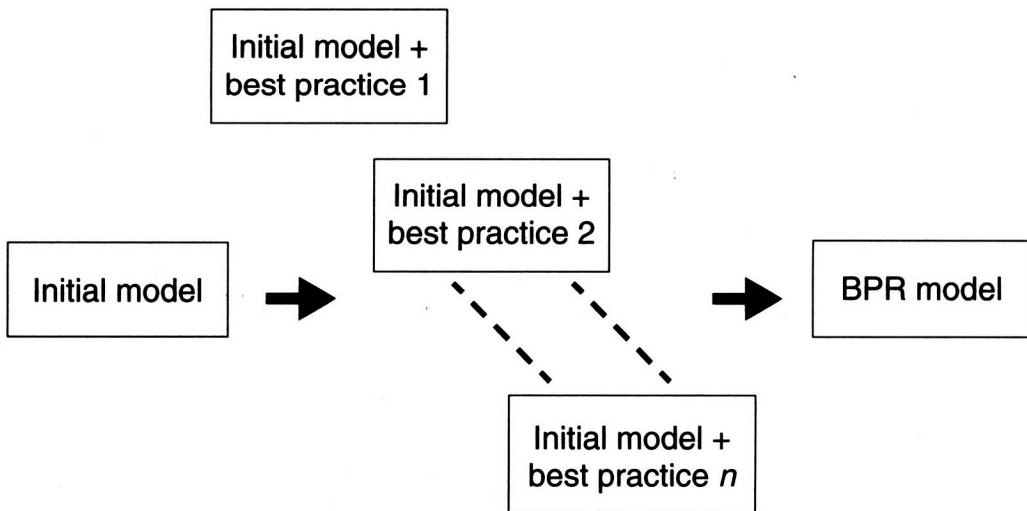 Initial model +
best practice 1
Initial model +
best practice 2
Initial model
BPR model
Initial model +
best practice n